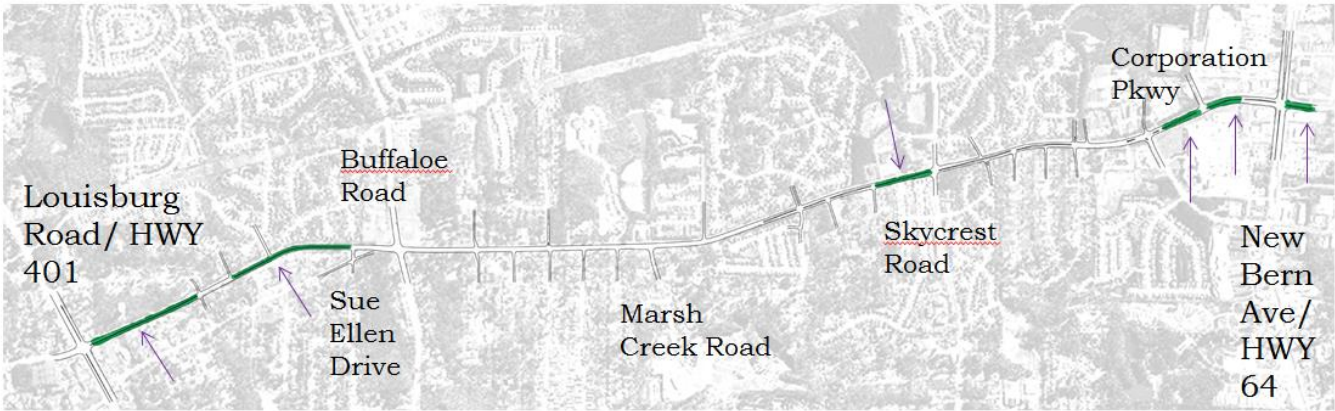 Louisburg
Road/ HWY
401
Buffaloe
Road
Sue
Ellen
Drive
Marsh
Creek Road
Skycrest
Road
Corporation
Pkwy
New
Bern
Ave/
HWY
64